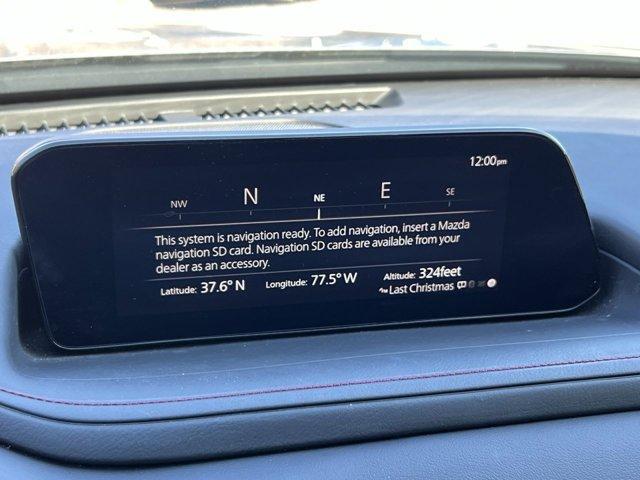 12:00pm
NW N NE E SE
This system is navigation ready. To add navigation, insert a Mazda
navigation SD card. Navigation SD cards are available from your
dealer as an accessory.
Latitude: 37.6° N Longitude: 77.5° W Altitude: 324feet
Last Christmas